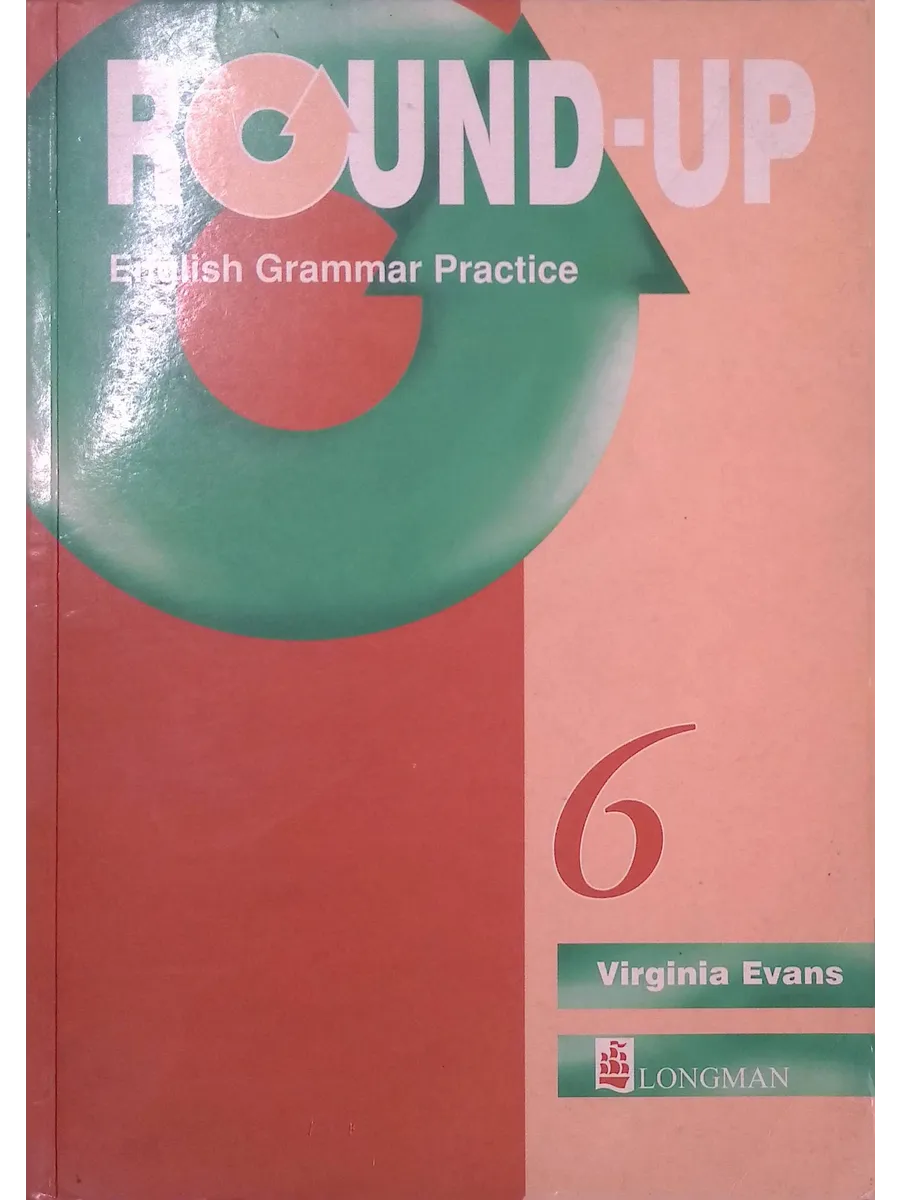 ROUND-UP
English Grammar Practice
6
Virginia Evans
LONGMAN